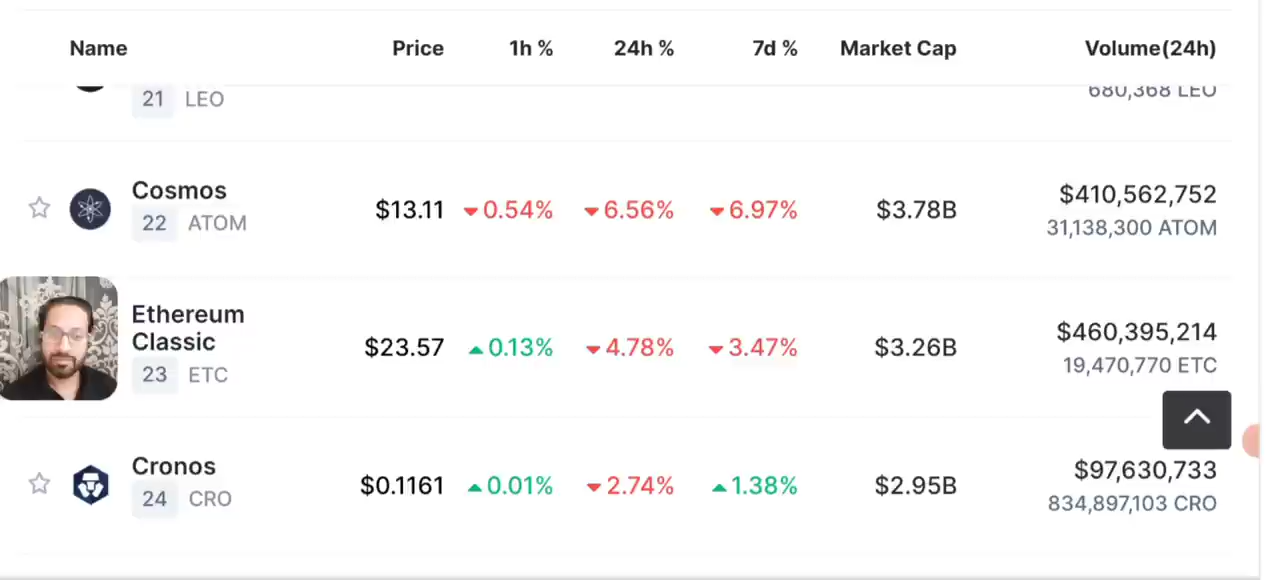 Name Price 1h % 24h % 7d % Market Cap Volume(24h)
21 LEO 680,368 LEO
Cosmos
22 ATOM $13.11 0.54% 6.56% 6.97% $3.78B $410,562,752
31,138,300 ATOM
Ethereum
Classic
23 ETC $23.57 0.13% 4.78% 3.47% $3.26B $460,395,214
19,470,770 ETC
Cronos
24 CRO $0.1161 0.01% 2.74% 1.38% $2.95B $97,630,733
834,897,103 CRO